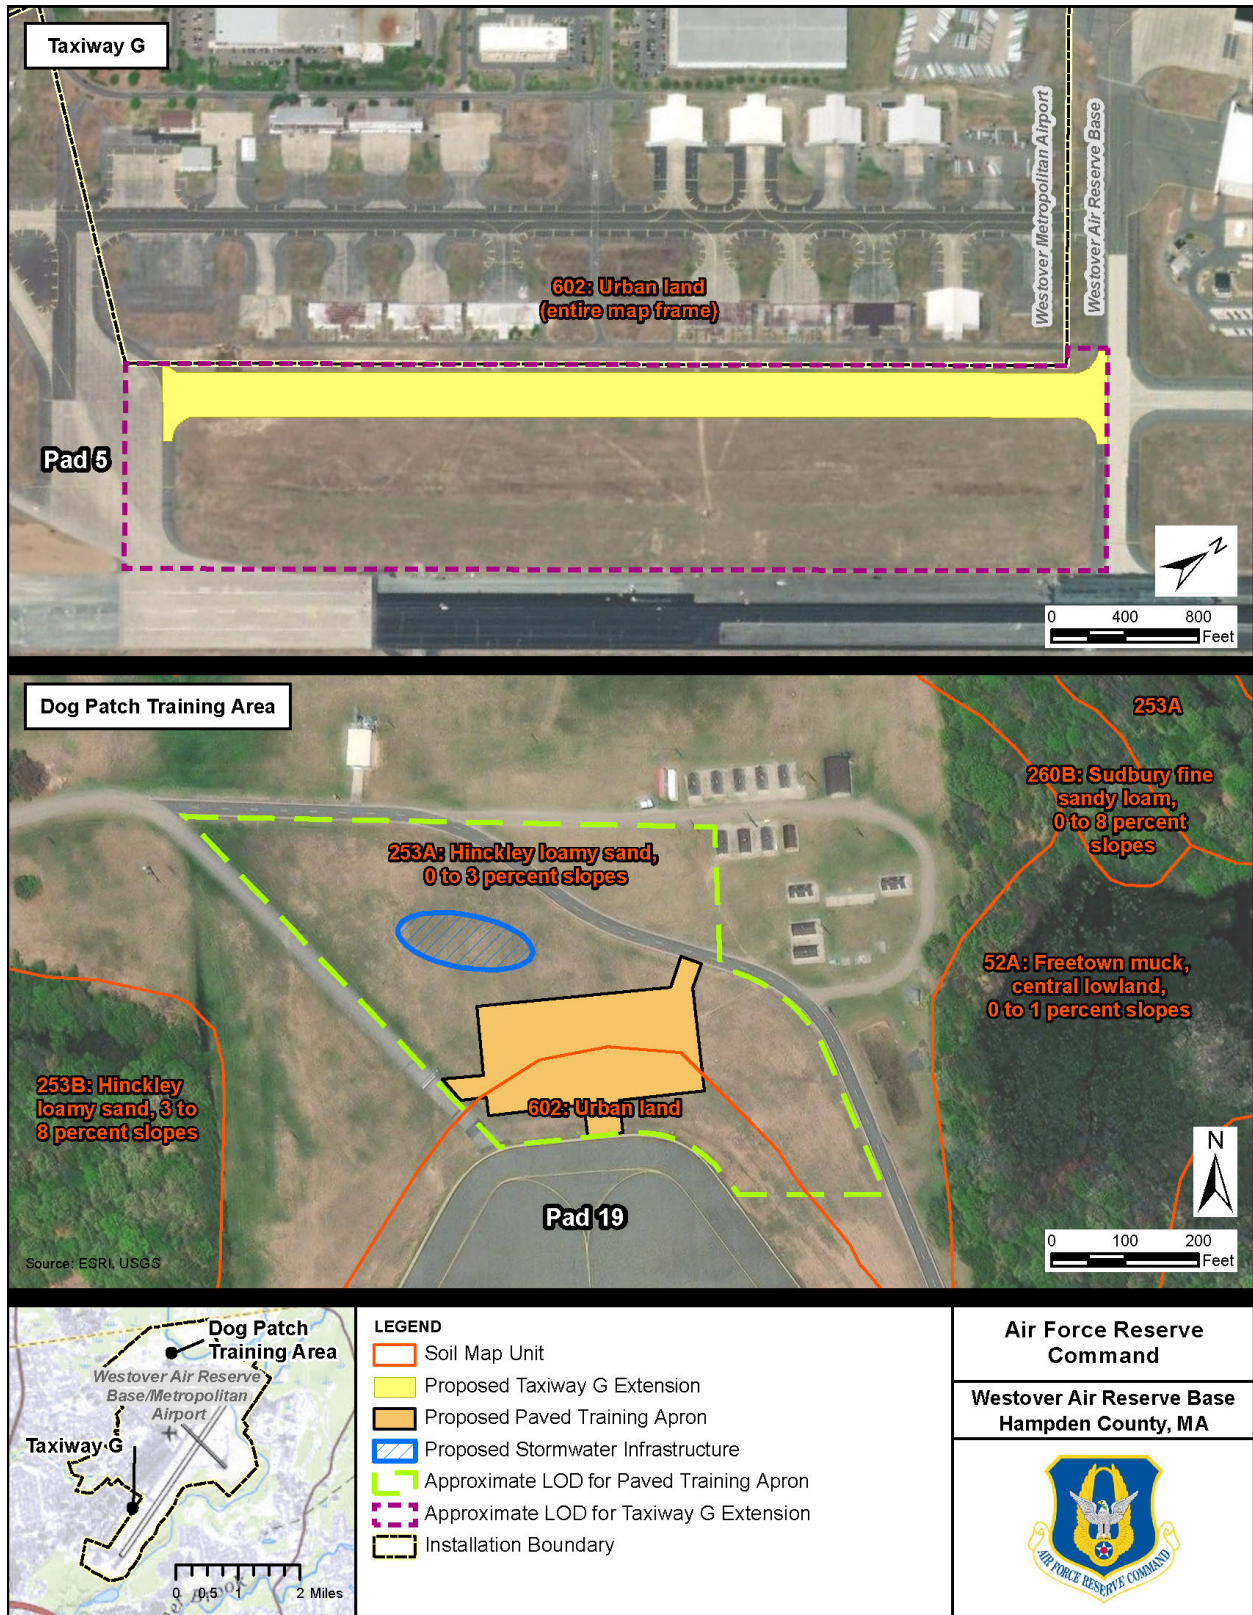 Taxiway G
Westover Metropolitan Airport
Westover Air Reserve Base
602: Urban land
(entire map frame)
Pad 5
N
0 400 800
Feet
Dog Patch Training Area
253A
260B: Sudbury fine
sandy loam,
0 to 8 percent
slopes
253A: Hinckley loamy sand,
0 to 3 percent slopes
52A: Freetown muck,
central lowland,
0 to 1 percent slopes
253B: Hinckley
loamy sand, 3 to
8 percent slopes
602: Urban land
Pad 19
N
0 100 200
Feet
Source: ESRI, USGS
Dog Patch
Training Area
Westover Air Reserve
Base/Metropolitan
Airport
Taxiway G
0 0.5 1 2 Miles
Brook
LEGEND
Soil Map Unit
Proposed Taxiway G Extension
Proposed Paved Training Apron
Proposed Stormwater Infrastructure
Approximate LOD for Paved Training Apron
Approximate LOD for Taxiway G Extension
Installation Boundary
Air Force Reserve
Command
Westover Air Reserve Base
Hampden County, MA
AIR FORCE RESERVE COMMAND